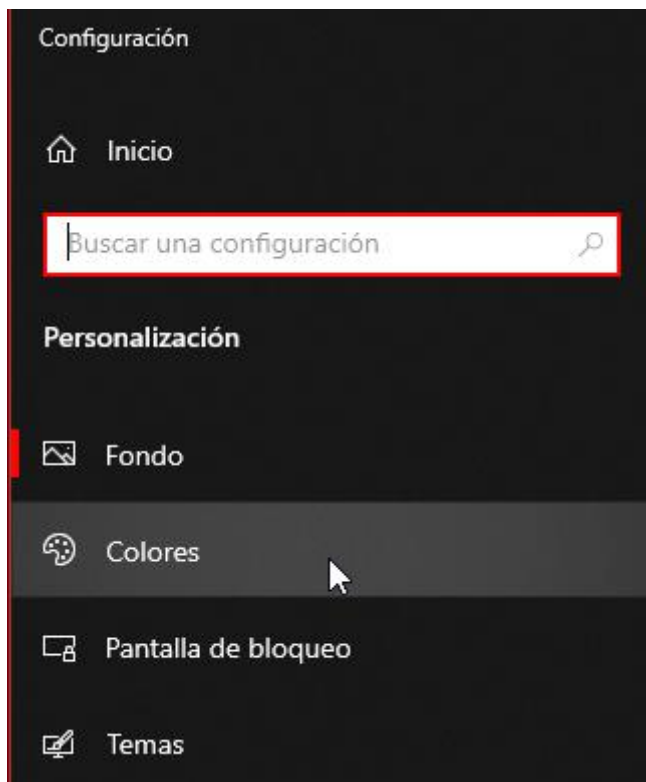 Configuración
Inicio
Buscar una configuración
Personalización
Fondo
Colores
Pantalla de bloqueo
Temas